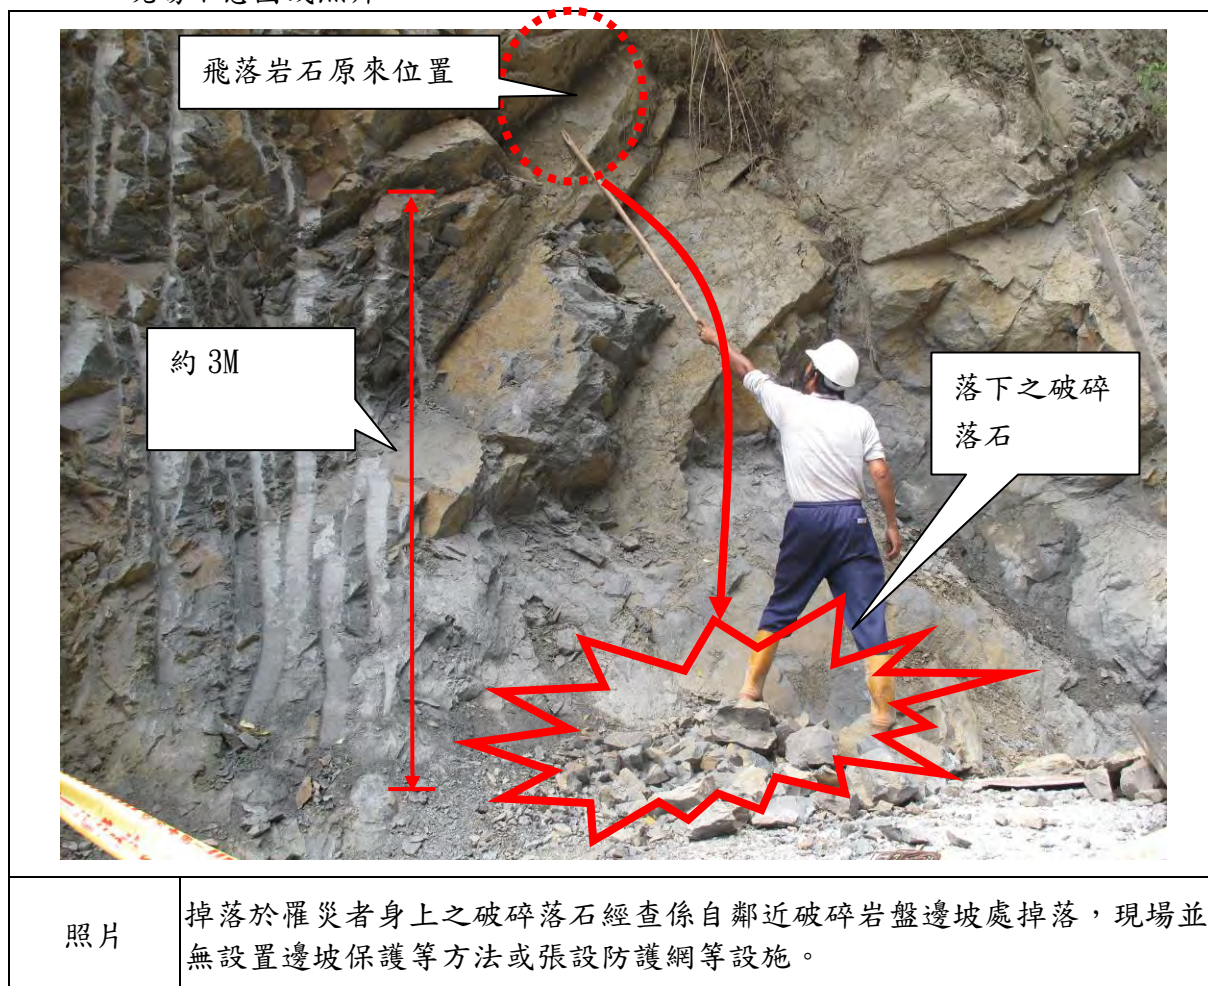 飛落岩石原來位置
約 3M
落下之破碎
落石
照片
掉落於罹災者身上之破碎落石經查係自鄰近破碎岩盤邊坡處掉落，現場並
無設置邊坡保護等方法或張設防護網等設施。